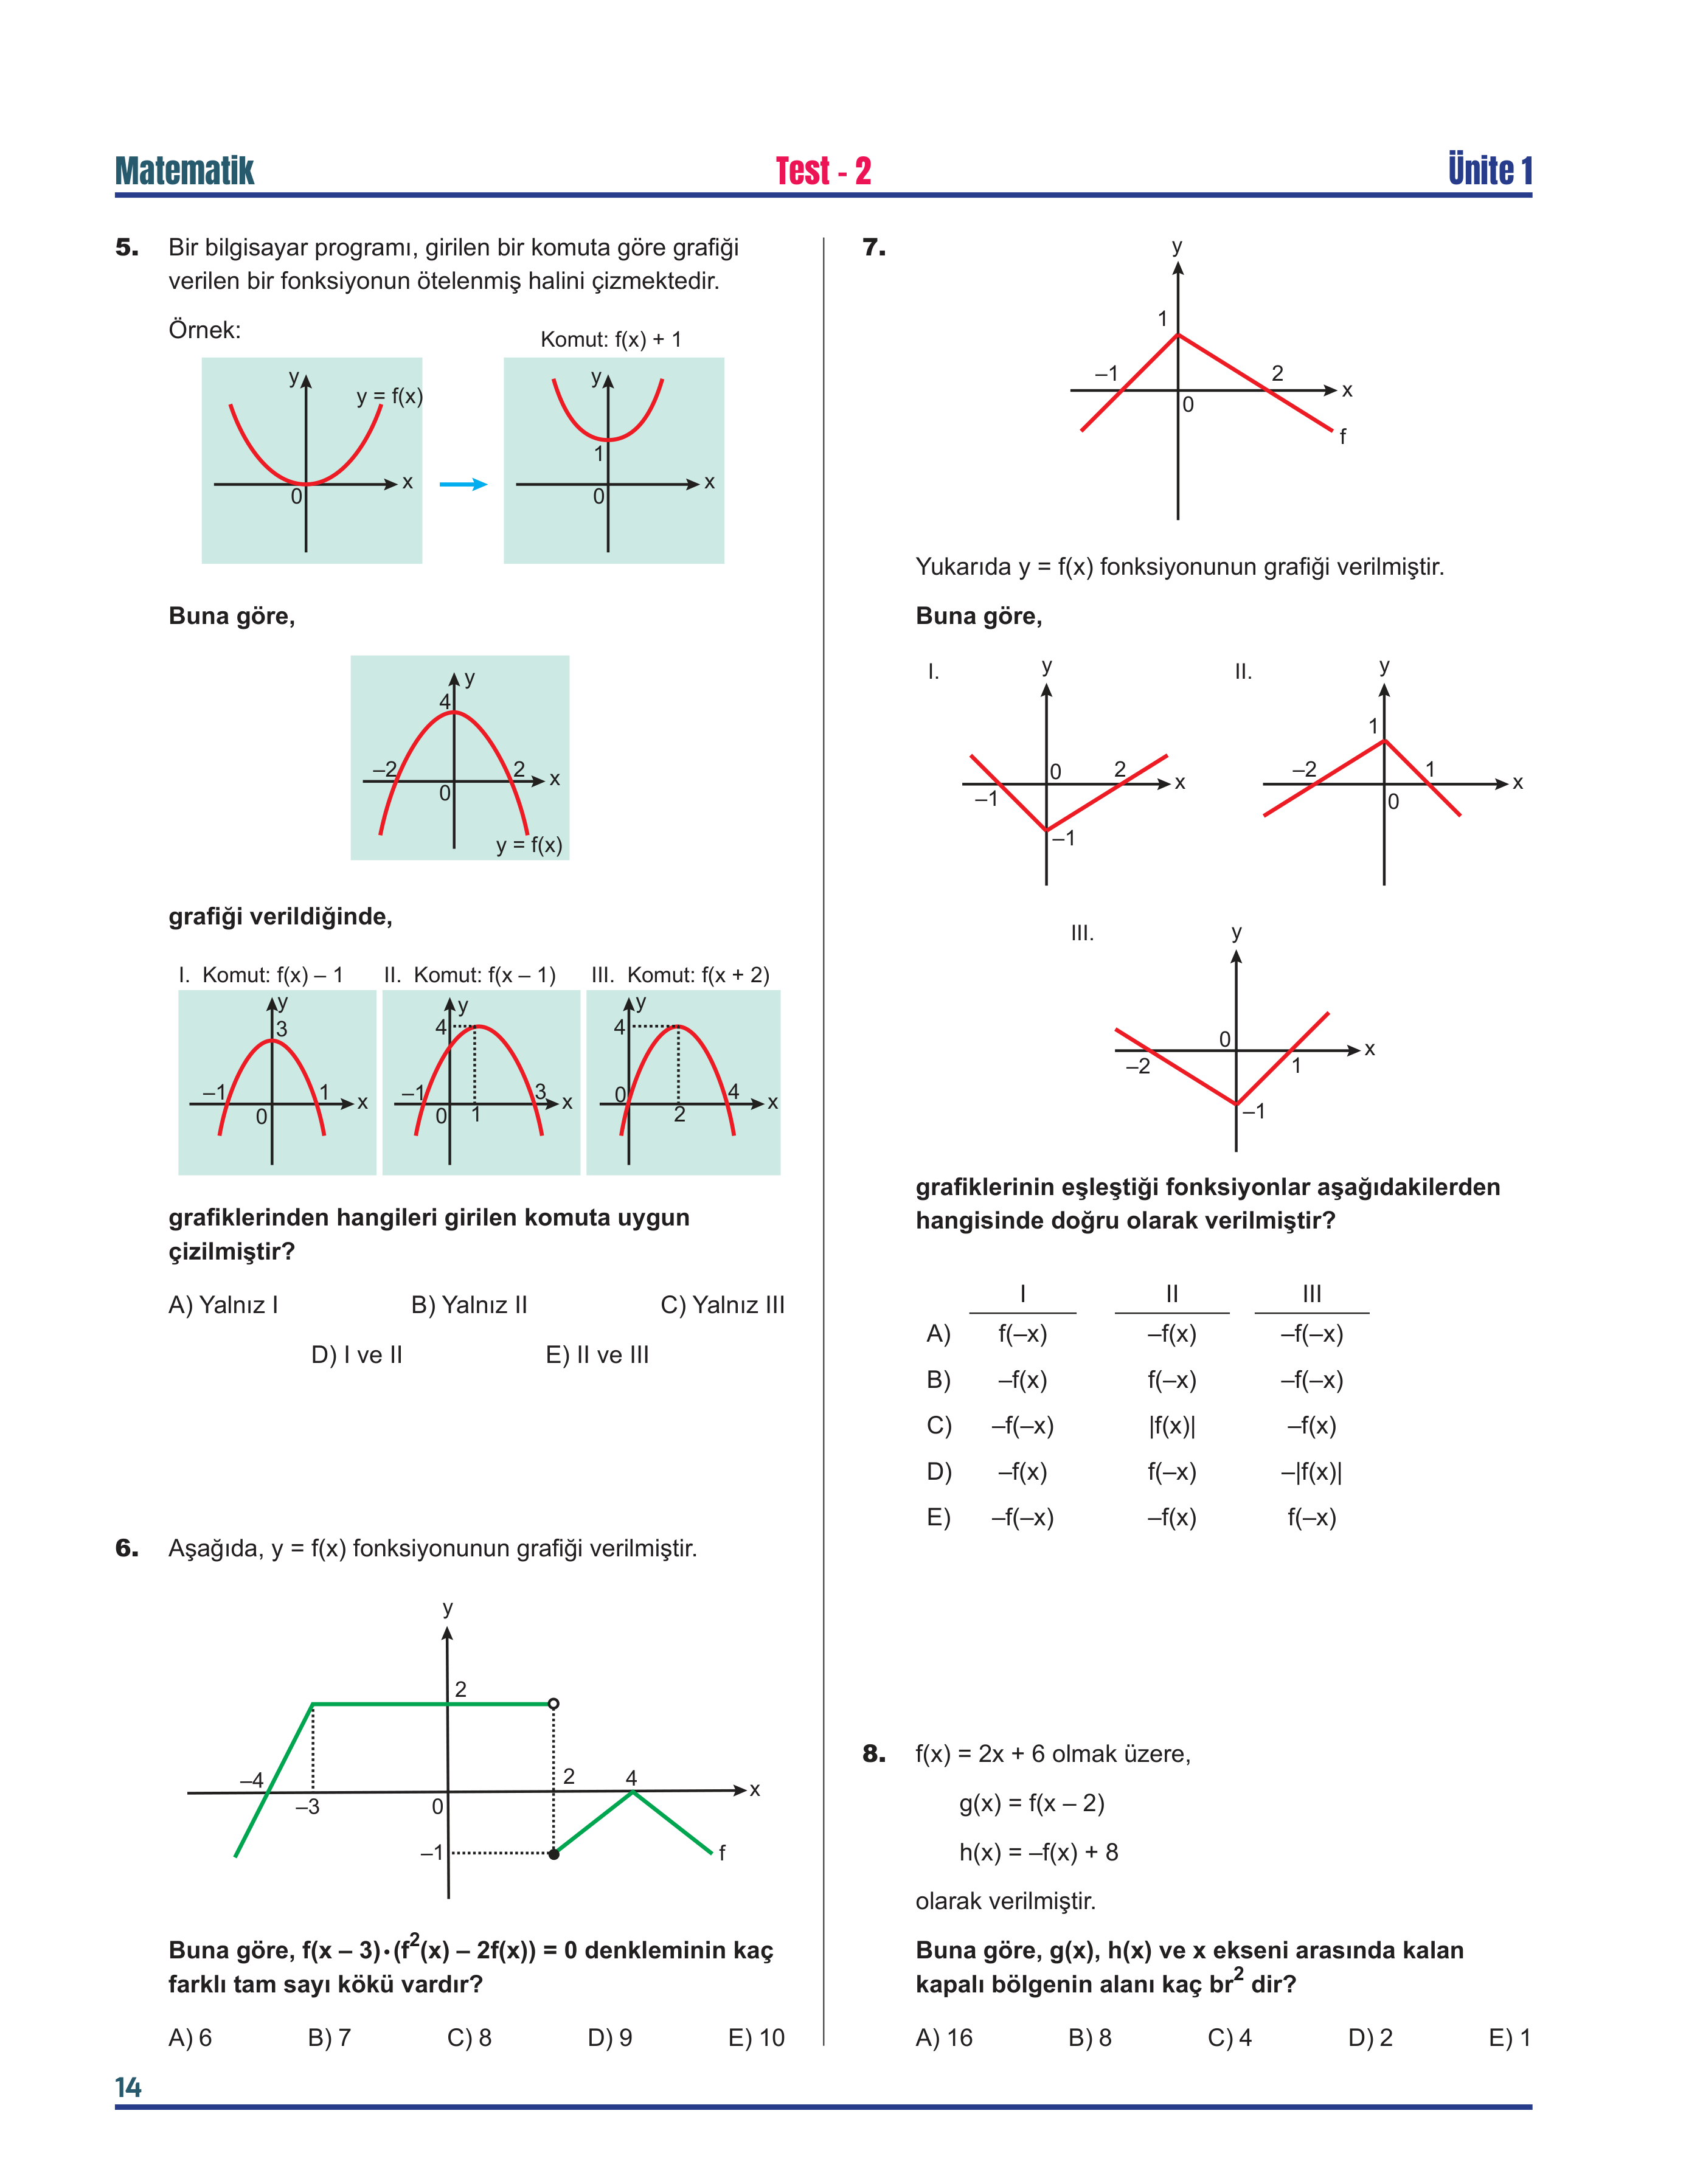 Matematik
Test - 2
Ünite 1
5. Bir bilgisayar programı, girilen bir komuta göre grafiği
verilen bir fonksiyonun ötelenmiş halini çizmektedir.
Örnek:
Komut: f(x) + 1
y
y = f(x)
x
0
y
1
x
0
Buna göre,
y
4
–2
2
x
0
y = f(x)
grafiği verildiğinde,
I. Komut: f(x) – 1
II. Komut: f(x – 1)
III. Komut: f(x + 2)
y
3
–1
1
x
0
y
4
–1
3
x
0
1
y
4
0
4
x
2
grafiklerinden hangileri girilen komuta uygun
çizilmiştir?
A) Yalnız I
B) Yalnız II
C) Yalnız III
D) I ve II
E) II ve III
6. Aşağıda, y = f(x) fonksiyonunun grafiği verilmiştir.
y
2
–4
2
4
x
–3
0
–1
f
Buna göre, f(x – 3)·(f²(x) – 2f(x)) = 0 denkleminin kaç
farklı tam sayı kökü vardır?
A) 6
B) 7
C) 8
D) 9
E) 10
7.
y
1
–1
2
x
0
f
Yukarıda y = f(x) fonksiyonunun grafiği verilmiştir.
Buna göre,
I.
y
0
2
x
–1
–1
II.
y
1
–2
1
x
0
III.
y
0
x
–2
1
–1
grafiklerinin eşleştiği fonksiyonlar aşağıdakilerden
hangisinde doğru olarak verilmiştir?
I II III
A) f(–x) –f(x) –f(–x)
B) –f(x) f(–x) –f(–x)
C) –f(–x) |f(x)| –f(x)
D) –f(x) f(–x) –|f(x)|
E) –f(–x) –f(x) f(–x)
8. f(x) = 2x + 6 olmak üzere,
g(x) = f(x – 2)
h(x) = –f(x) + 8
olarak verilmiştir.
Buna göre, g(x), h(x) ve x ekseni arasında kalan
kapalı bölgenin alanı kaç br² dir?
A) 16
B) 8
C) 4
D) 2
E) 1
14